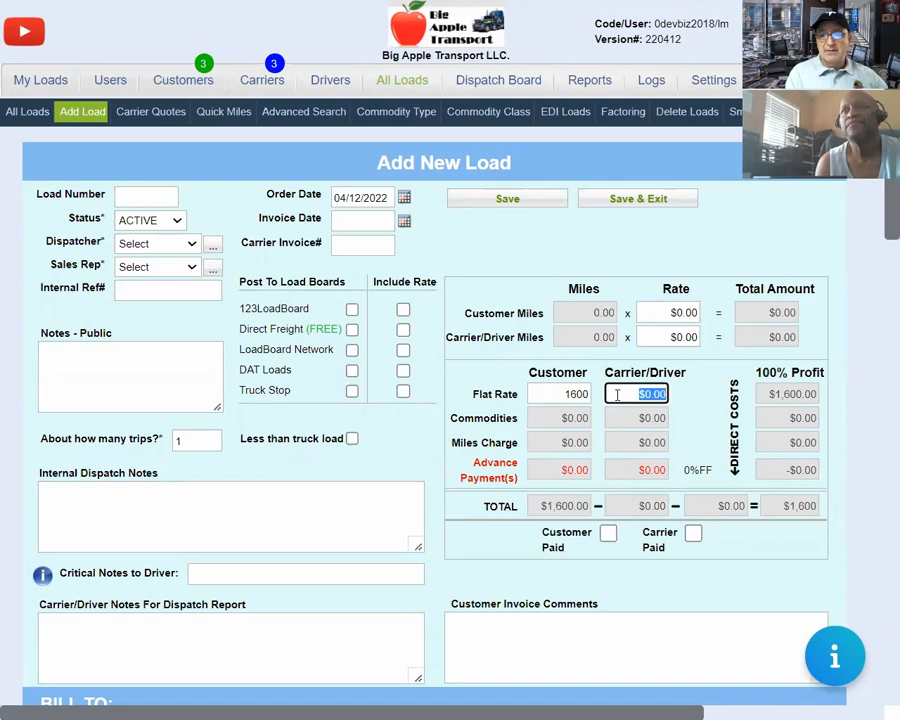 Big
Apple
Transport
Big Apple Transport LLC.
Code/User: 0devbiz2018/lm
Version#: 220412
3
3
My Loads Users Customers Carriers Drivers All Loads Dispatch Board Reports Logs Settings
All Loads Add Load Carrier Quotes Quick Miles Advanced Search Commodity Type Commodity Class EDI Loads Factoring Delete Loads Sm
Add New Load
Load Number
Order Date 04/12/2022
Save
Save & Exit
Status* ACTIVE
Invoice Date
Dispatcher* Select ...
Carrier Invoice#
Sales Rep* Select ...
Internal Ref#
Post To Load Boards Include Rate
123LoadBoard
Direct Freight (FREE)
LoadBoard Network
DAT Loads
Truck Stop
Miles Rate Total Amount
Customer Miles 0.00 x $0.00 = $0.00
Carrier/Driver Miles 0.00 x $0.00 = $0.00
Notes - Public
Customer Carrier/Driver 100% Profit
Flat Rate 1600 $0.00 $1,600.00
Commodities $0.00 $0.00 $0.00
Miles Charge $0.00 $0.00 $0.00
Advance
Payment(s) $0.00 $0.00 0%FF -$0.00
DIRECT COSTS
TOTAL $1,600.00 - $0.00 - $0.00 = $1,600
Customer
Paid
Carrier
Paid
About how many trips?* 1
Less than truck load
Internal Dispatch Notes
i Critical Notes to Driver:
Carrier/Driver Notes For Dispatch Report
Customer Invoice Comments
i